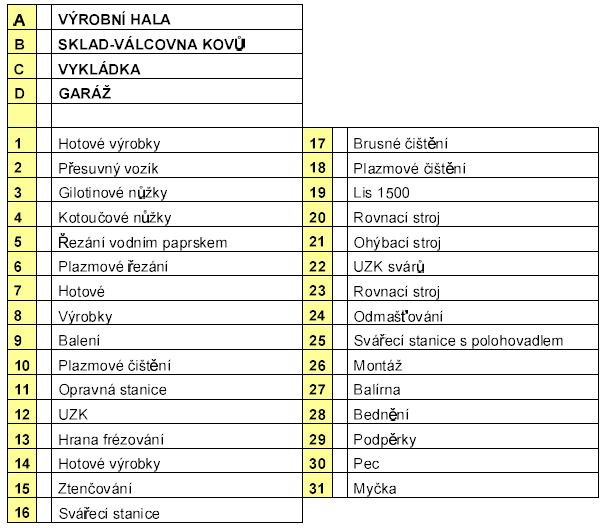 A VÝROBNÍ HALA
B SKLAD-VÁLCOVNA KOVŮ
C VYKLÁDKA
D GARÁŽ
1 Hotové výrobky
2 Přesuvný vozík
3 Gilotinové nůžky
4 Kotoučové nůžky
5 Řezání vodním paprskem
6 Plazmové řezání
7 Hotové
8 Výrobky
9 Balení
10 Plazmové čištění
11 Opravná stanice
12 UZK
13 Hrana frézování
14 Hotové výrobky
15 Ztenčování
16 Svářecí stanice
17 Brusné čištění
18 Plazmové čištění
19 Lis 1500
20 Rovnací stroj
21 Ohýbací stroj
22 UZK svárů
23 Rovnací stroj
24 Odmašťování
25 Svářecí stanice s polohovadlem
26 Montáž
27 Balírna
28 Bednění
29 Podpěrky
30 Pec
31 Myčka